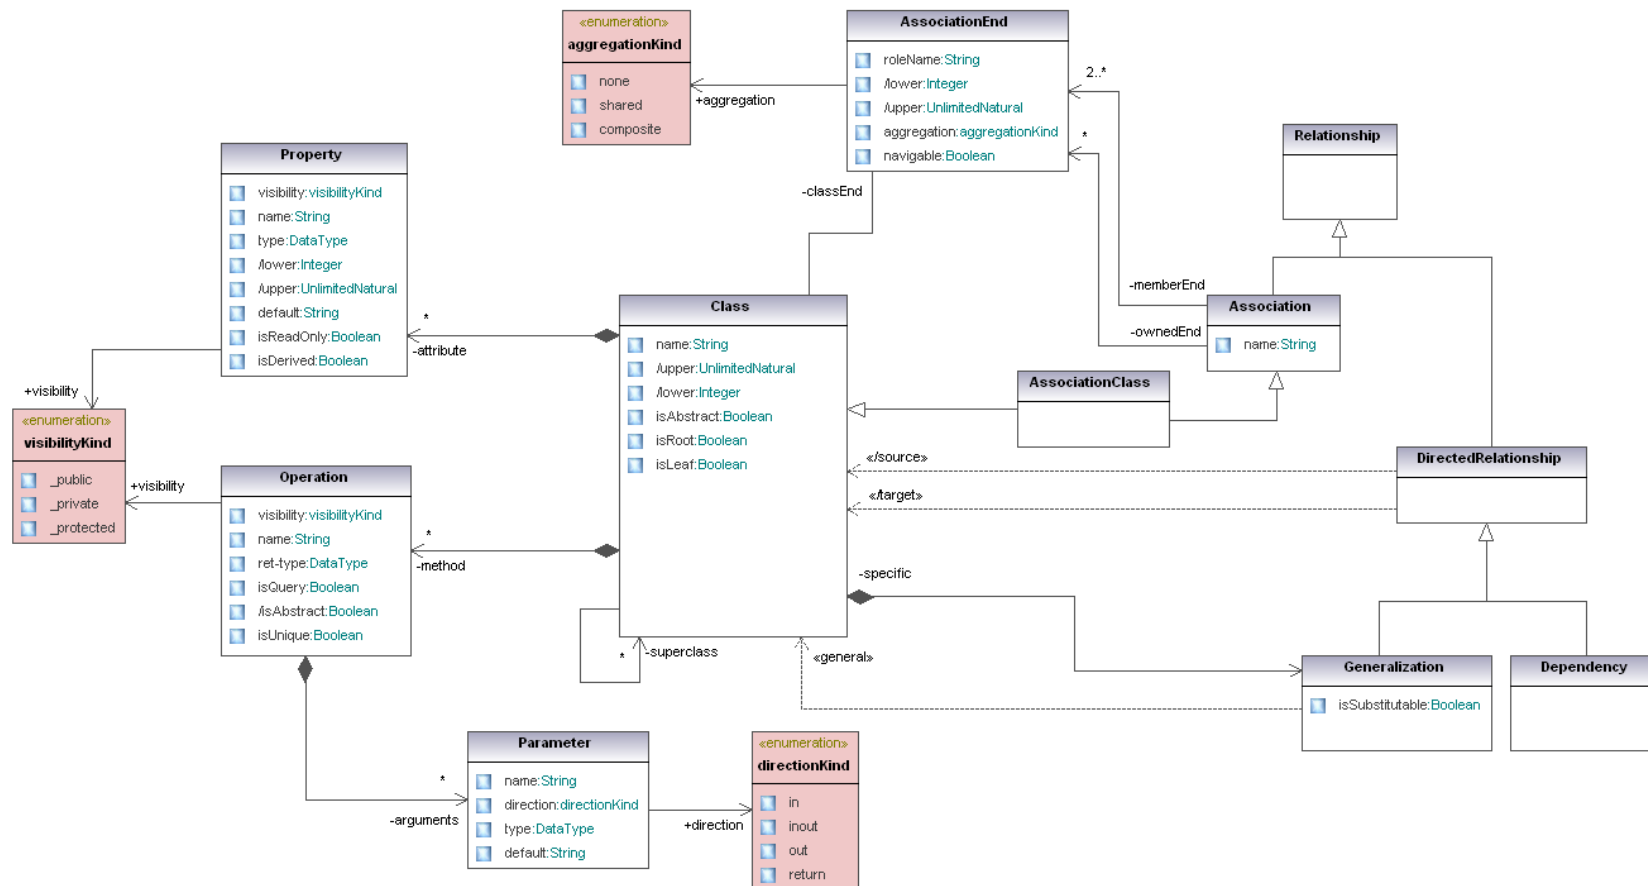 «enumeration»
aggregationKind
none
shared
composite
+aggregation
AssociationEnd
roleName:String
/lower:Integer
/upper:UnlimitedNatural
aggregation:aggregationKind
navigable:Boolean
2..*
*
-classEnd
Relationship
Property
visibility:visibilityKind
name:String
type:DataType
/lower:Integer
/upper:UnlimitedNatural
default:String
isReadOnly:Boolean
isDerived:Boolean
*
-attribute
+visibility
Class
name:String
/upper:UnlimitedNatural
/lower:Integer
isAbstract:Boolean
isRoot:Boolean
isLeaf:Boolean
-memberEnd
-ownedEnd
Association
name:String
AssociationClass
«enumeration»
visibilityKind
_public
_private
_protected
+visibility
Operation
visibility:visibilityKind
name:String
ret-type:DataType
isQuery:Boolean
/isAbstract:Boolean
isUnique:Boolean
*
-method
«/source»
«/target»
DirectedRelationship
-specific
*
-superclass
«general»
Generalization
isSubstitutable:Boolean
Dependency
*
-arguments
Parameter
name:String
direction:directionKind
type:DataType
default:String
+direction
«enumeration»
directionKind
in
inout
out
return